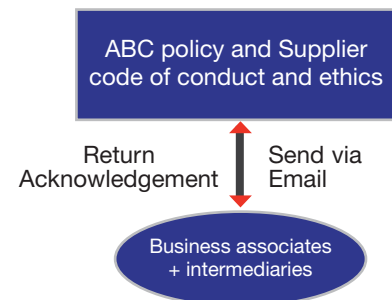 ABC policy and Supplier
code of conduct and ethics
Return
Acknowledgement
Send via
Email
Business associates
+ intermediaries